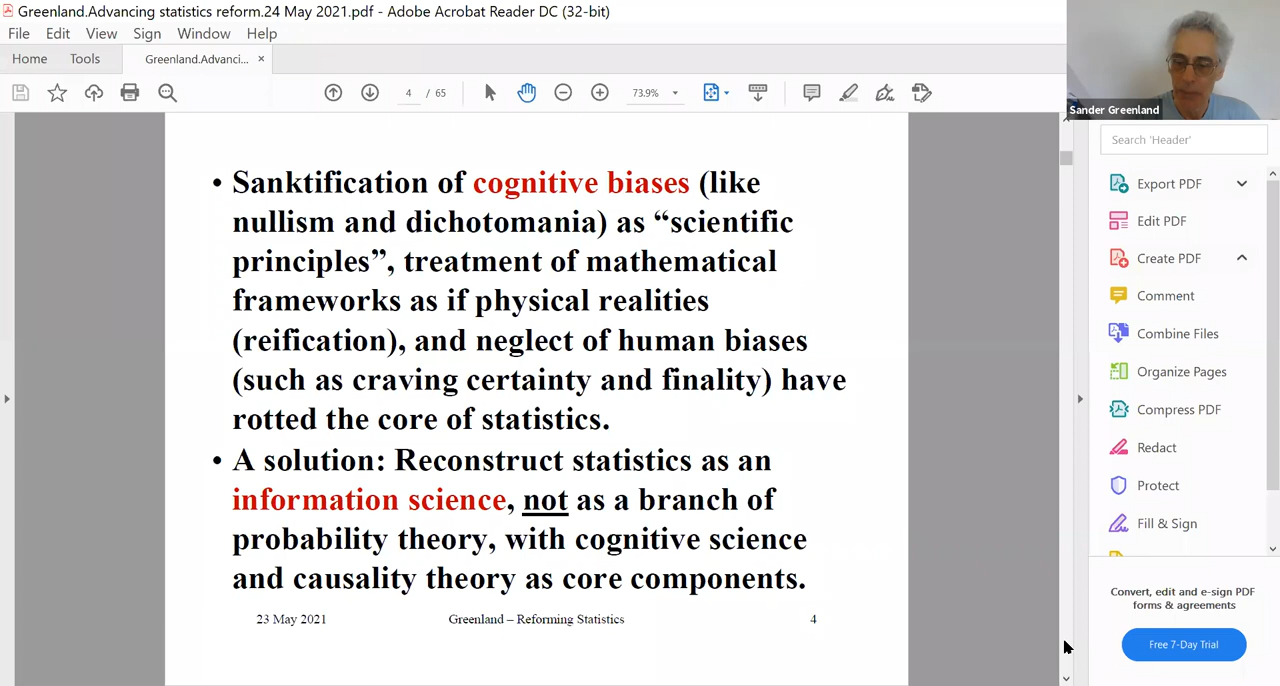 Greenland.Advancing statistics reform.24 May 2021.pdf - Adobe Acrobat Reader DC (32-bit)
File Edit View Sign Window Help
Home Tools Greenland.Advanci... ×
4 / 65 73.9%
Sander Greenland
Search 'Header'
• Sanktification of cognitive biases (like
nullism and dichotomania) as “scientific
principles”, treatment of mathematical
frameworks as if physical realities
(reification), and neglect of human biases
(such as craving certainty and finality) have
rotted the core of statistics.
• A solution: Reconstruct statistics as an
information science, not as a branch of
probability theory, with cognitive science
and causality theory as core components.
23 May 2021 Greenland – Reforming Statistics 4
Export PDF
Edit PDF
Create PDF
Comment
Combine Files
Organize Pages
Compress PDF
Redact
Protect
Fill & Sign
Convert, edit and e-sign PDF
forms & agreements
Free 7-Day Trial